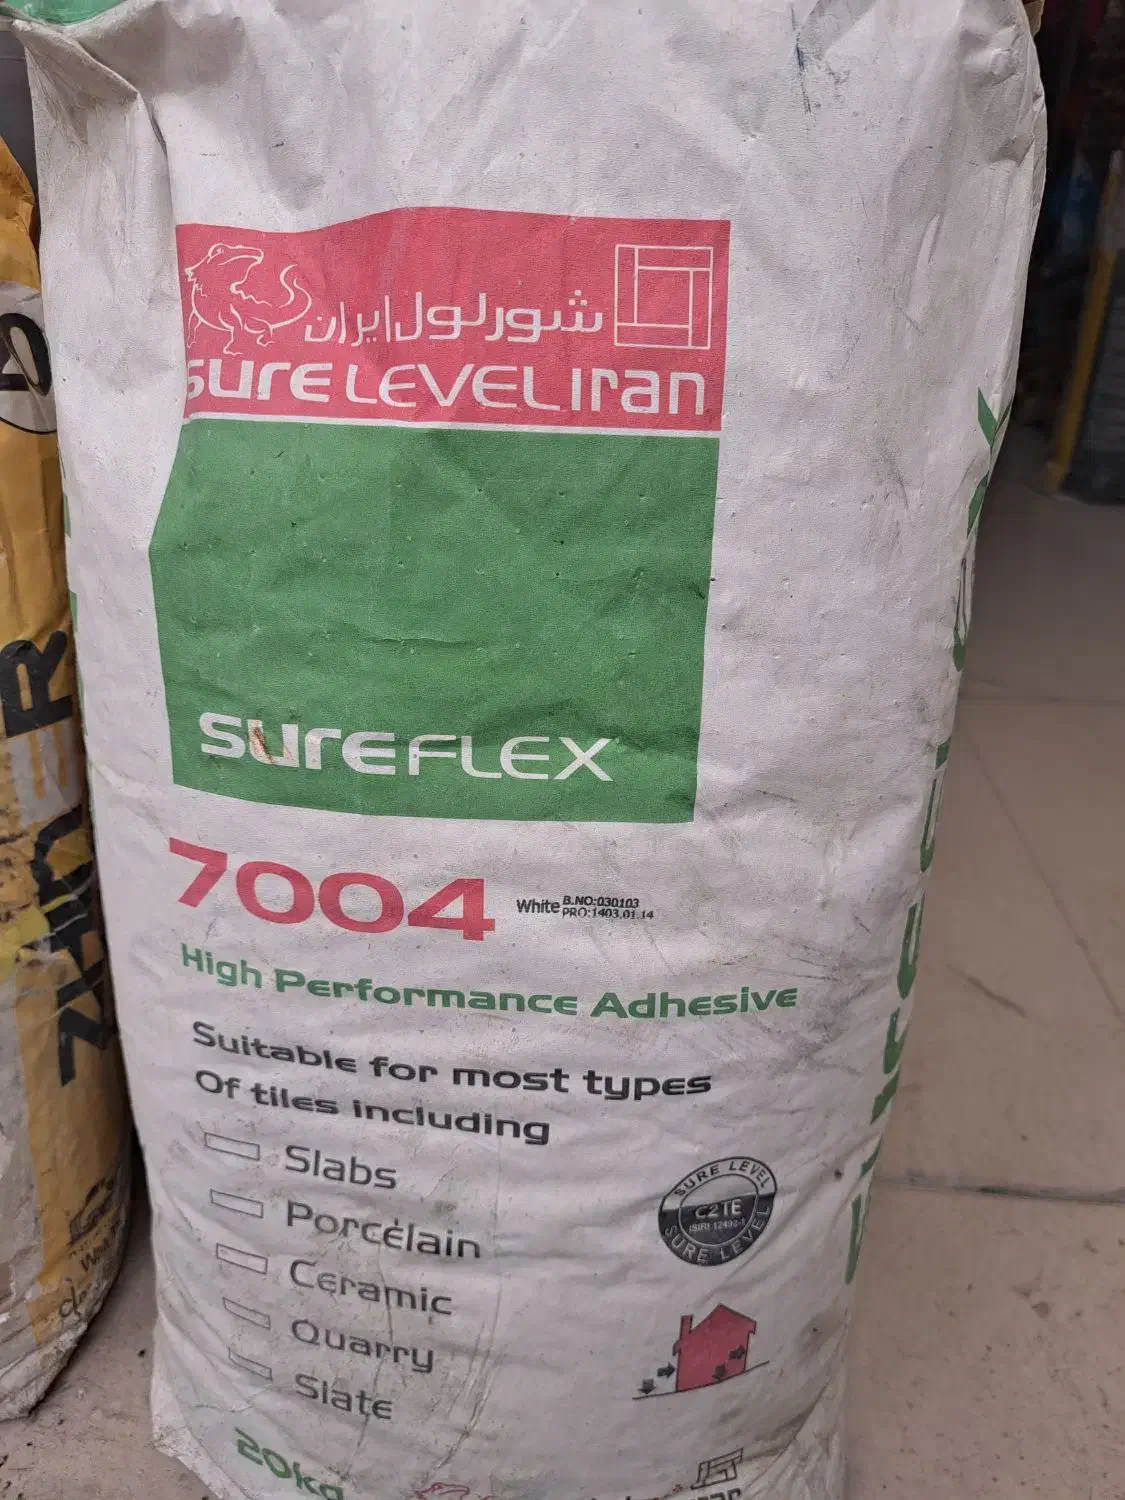 شورلول ایران
SURE LEVEL Iran
SUREFLEX
7004
White B.NO:030103
PRO:1403.01.14
High Performance Adhesive
Suitable for most types
Of tiles including
Slabs
Porcelain
Ceramic
Quarry
Slate
SURE LEVEL
C2TE
SURE LEVEL
20kg